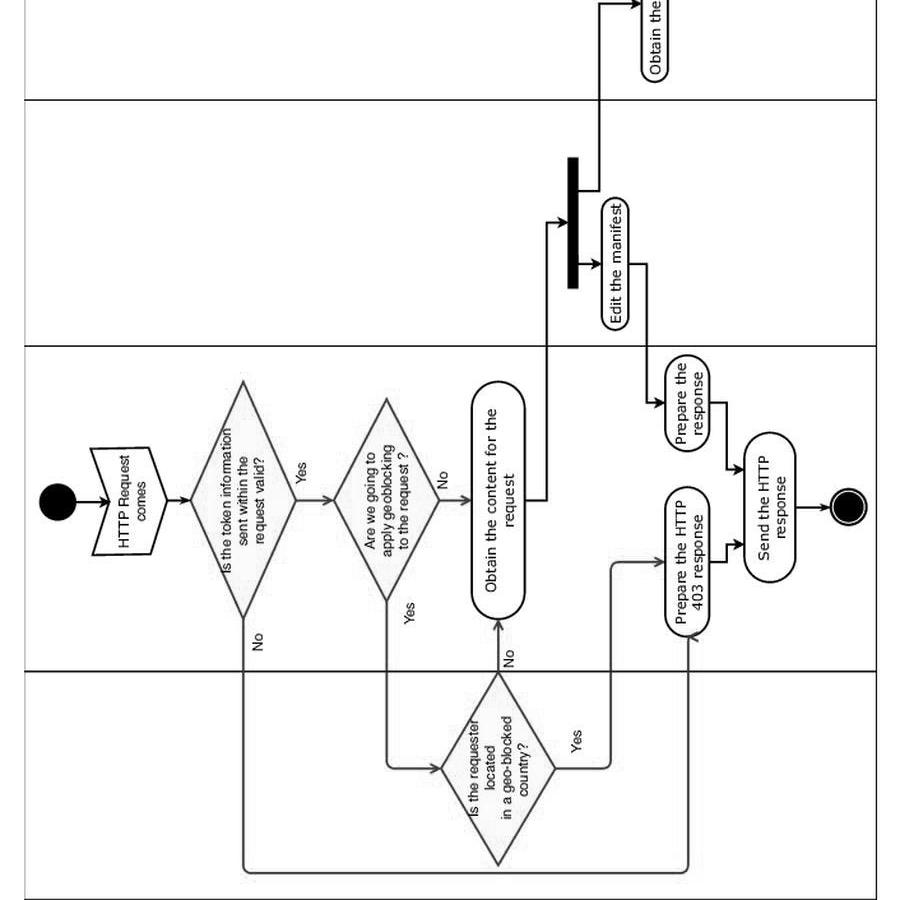 HTTP Request
comes
Is the token information
sent within the
request valid?
Yes
No
Are we going to
apply geoblocking
to the request ?
No
Yes
Is the requester
located
in a geo-blocked
country?
No
Yes
Obtain the content for the
request
Edit the manifest
Obtain the
Prepare the
response
Prepare the HTTP
403 response
Send the HTTP
response